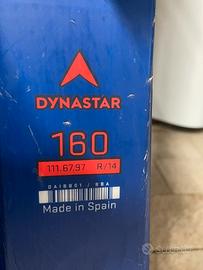 DYNASTAR
160
111.67.97 R/14
Made in Spain